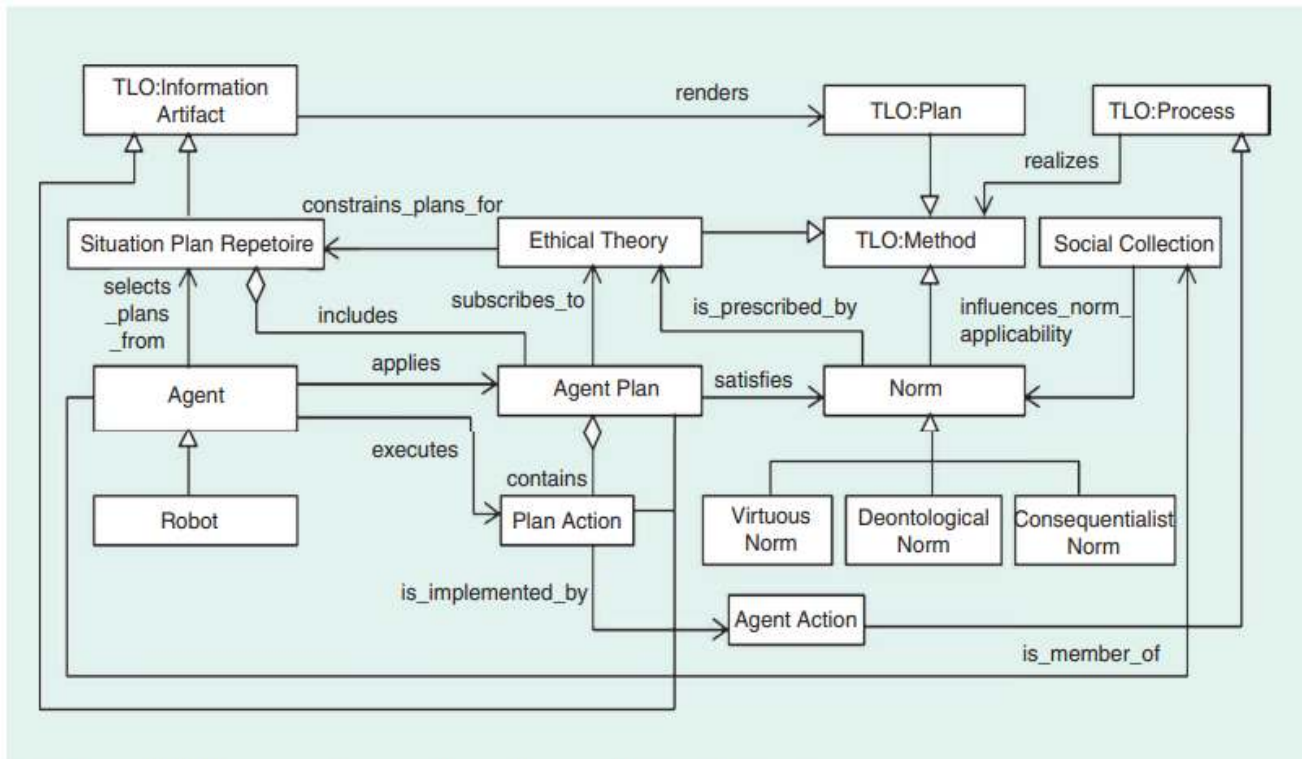 TLO:Information
Artifact
renders
TLO:Plan
TLO:Process
realizes
constrains_plans_for
Situation Plan Repetoire
Ethical Theory
TLO:Method
Social Collection
selects
_plans
_from
includes
subscribes_to
is_prescribed_by
influences_norm_
applicability
Agent
applies
Agent Plan
satisfies
Norm
executes
contains
Robot
Plan Action
Virtuous
Norm
Deontological
Norm
Consequentialist
Norm
is_implemented_by
Agent Action
is_member_of